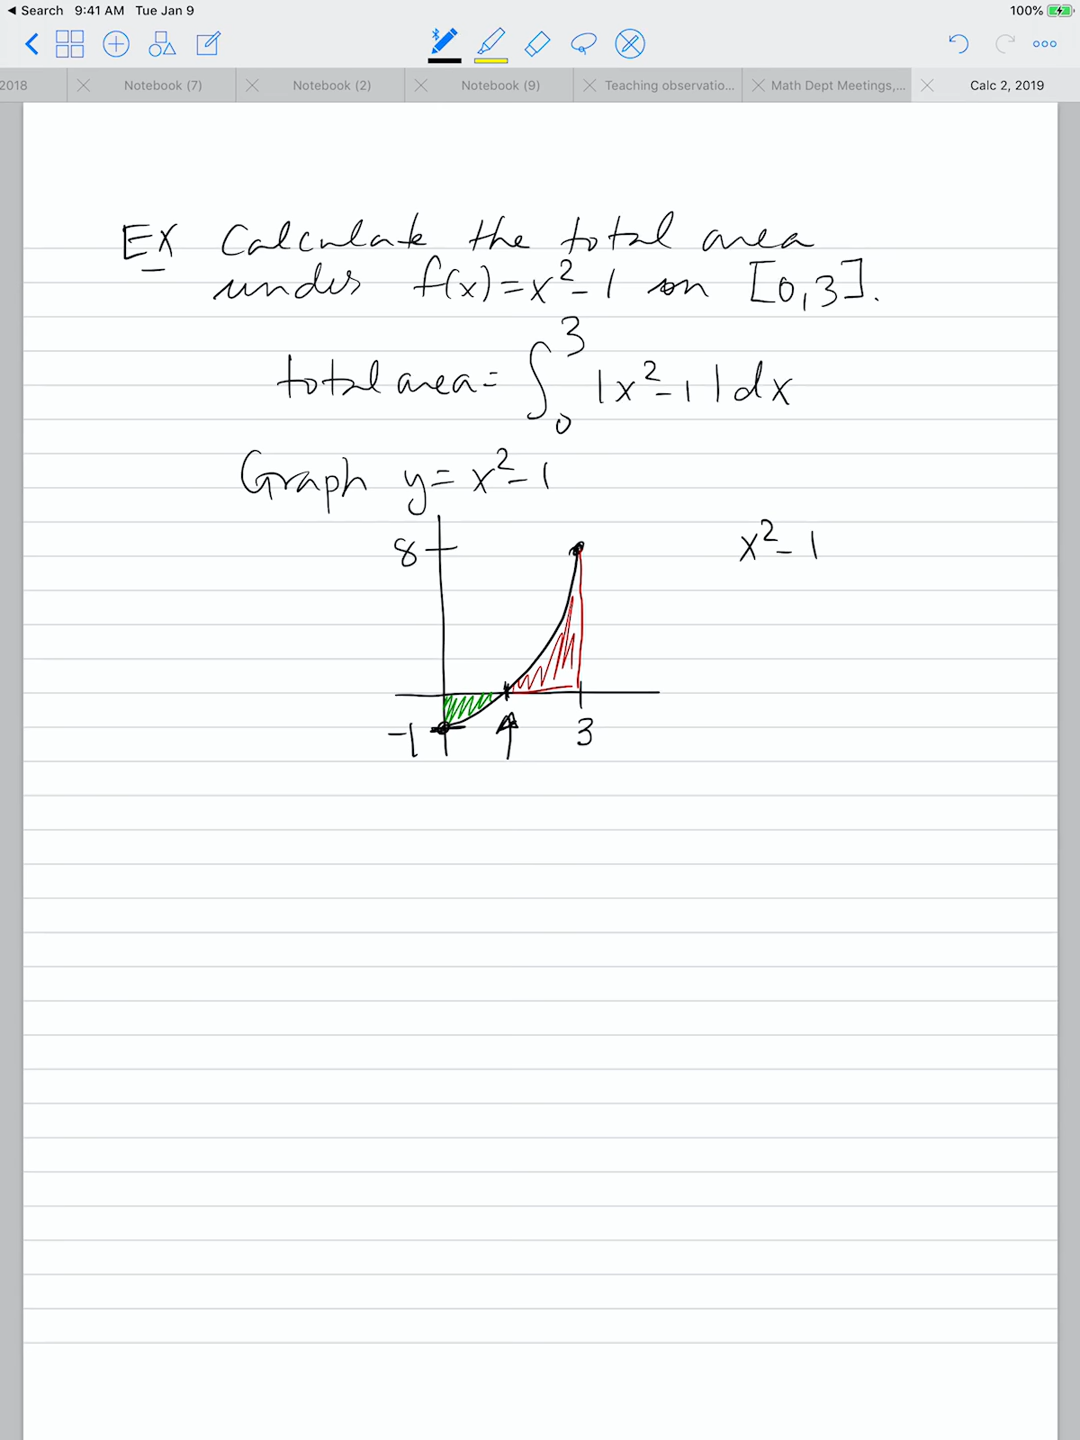 Search 9:41 AM Tue Jan 9 100%
2018 Notebook (7) Notebook (2) Notebook (9) Teaching observatio... Math Dept Meetings,... Calc 2, 2019
Ex Calculate the total area
under f(x)=x²-1 on [0,3].
total area = ∫₀³ |x²-1| dx
Graph y = x²-1
8 x²-1
-1 3